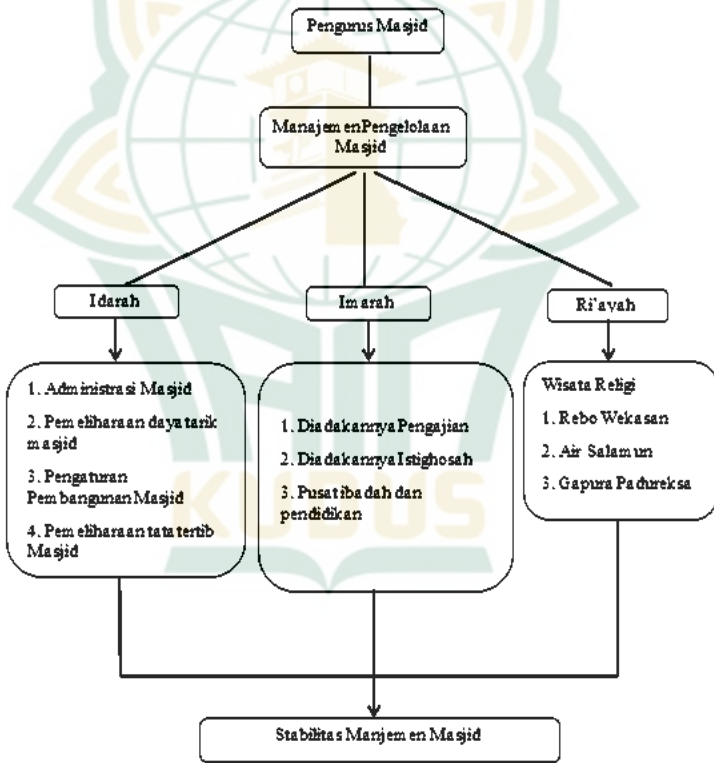 Pengurus Masjid
Manajemen Pengelolaan
Masjid
Idarah
Imarah
Ri'ayah
1. Administrasi Masjid
2. Pemeliharaan daya tarik
masjid
3. Pengaturan
Pembangunan Masjid
4. Pemeliharaan tata tertib
Masjid
1. Diadakannya Pengajian
2. Diadakannya Istighosah
3. Pusat ibadah dan
pendidikan
Wisata Religi
1. Rebo Wekasan
2. Air Salamun
3. Gapura Padureksa
KUDUS
Stabilitas Manjemen Masjid